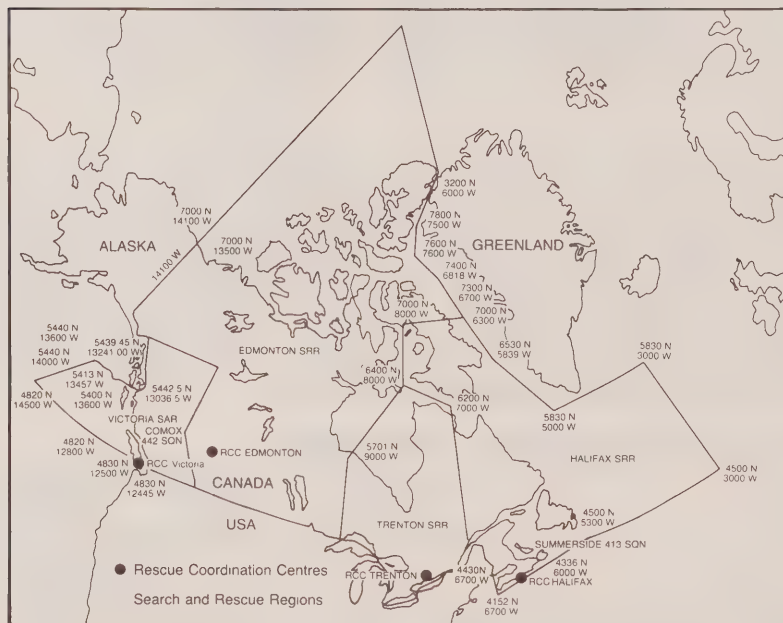 3200 N
6000 W
7800 N
7500 W
7000 N
14100 W
ALASKA
7000 N
13500 W
7600 N
7600 W
GREENLAND
14100 W
7400 N
6818 W
7300 N
6700 W
7000 N
8000 W
7000 N
6300 W
5440 N
13600 W
5439 45 N
13241 00 W
EDMONTON SRR
6530 N
5839 W
5440 N
14000 W
5413 N
13457 W
6400 N
8000 W
5830 N
3000 W
4820 N
14500 W
5400 N
13600 W
5442 5 N
13036 5 W
6200 N
7000 W
5830 N
5000 W
VICTORIA SAR
COMOX
442 SQN
4820 N
12800 W
5701 N
9000 W
RCC EDMONTON
HALIFAX SRR
4830 N
12500 W
RCC Victoria
4500 N
3000 W
4830 N
12445 W
CANADA
USA
TRENTON SRR
4500 N
5300 W
SUMMERSIDE 413 SQN
Rescue Coordination Centres
RCC TRENTON
4430 N
6700 W
4336 N
6000 W
RCC HALIFAX
Search and Rescue Regions
4152 N
6700 W